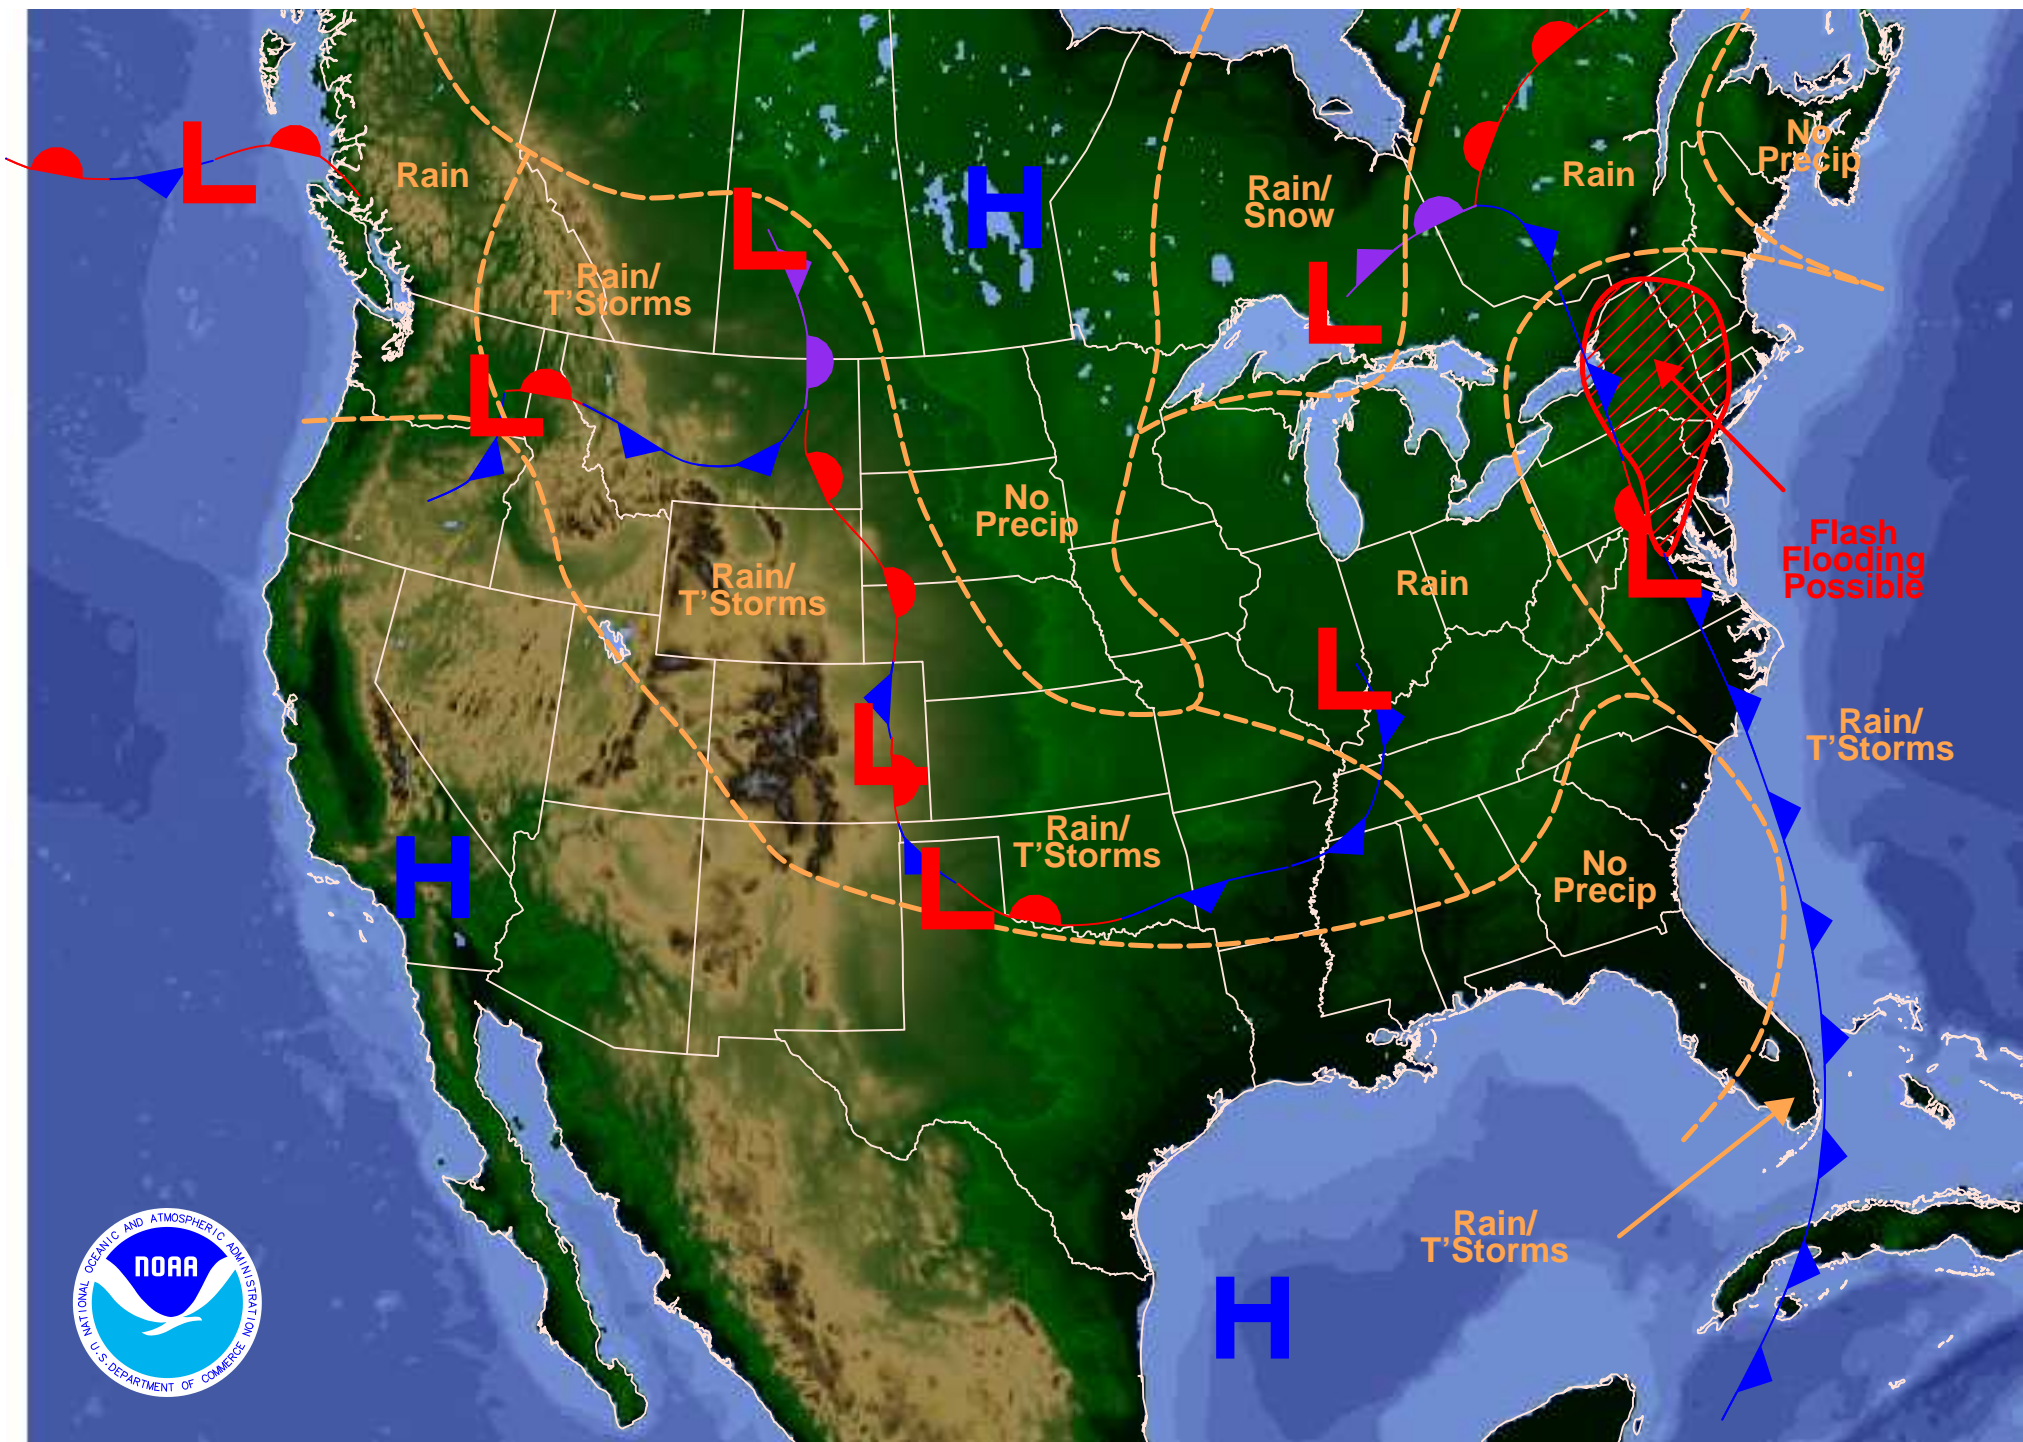 No
Precip
Rain
Rain
L
Rain/
Snow
H
L
Rain/
T'Storms
L
L
No
Precip
Flash
Flooding
Possible
Rain/
T'Storms
Rain
L
L
Rain/
T'Storms
L
Rain/
T'Storms
No
Precip
H
L
Rain/
T'Storms
H
NATIONAL OCEANIC AND ATMOSPHERIC ADMINISTRATION
NOAA
U.S. DEPARTMENT OF COMMERCE